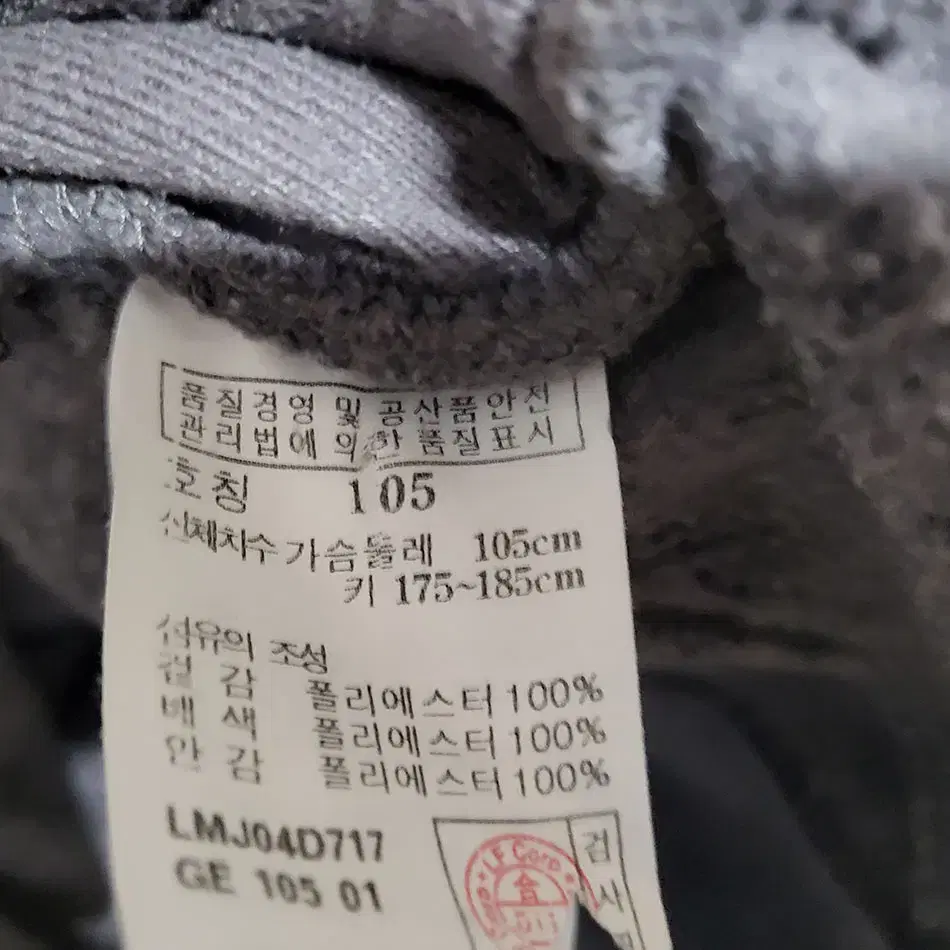 품질경영 및 공산품안전
관리법에 의한 품질표시
호칭 105
신체치수 가슴둘레 105cm
키 175~185cm
섬유의 조성
겉감 폴리에스터 100%
배색 폴리에스터 100%
안감 폴리에스터 100%
LMJ04D717
GE 105 01
검사
LF Corp